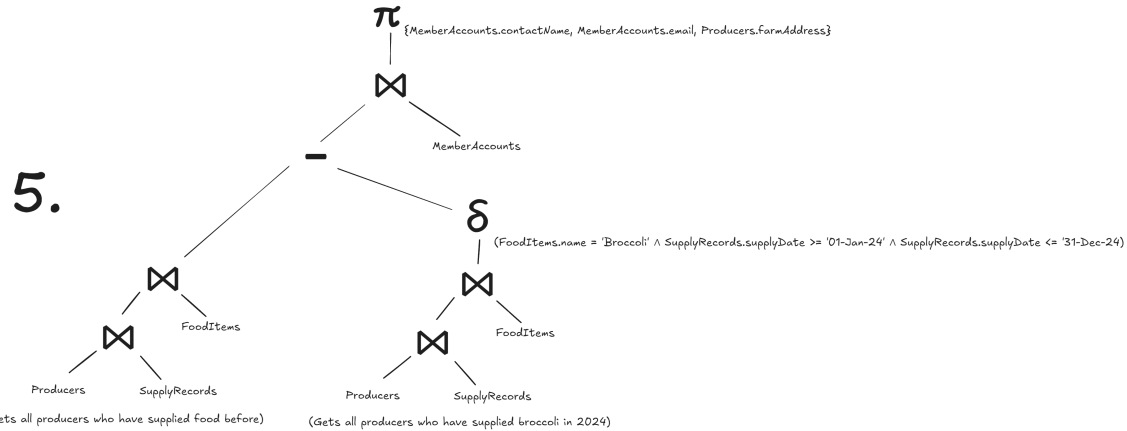 π
{MemberAccounts.contactName, MemberAccounts.email, Producers.farmAddress}
⋈
MemberAccounts
-
5.
δ
(FoodItems.name = 'Broccoli' ∧ SupplyRecords.supplyDate >= '01-Jan-24' ∧ SupplyRecords.supplyDate <= '31-Dec-24)
⋈ ⋈
FoodItems FoodItems
⋈ ⋈
Producers SupplyRecords Producers SupplyRecords
ets all producers who have supplied food before) (Gets all producers who have supplied broccoli in 2024)